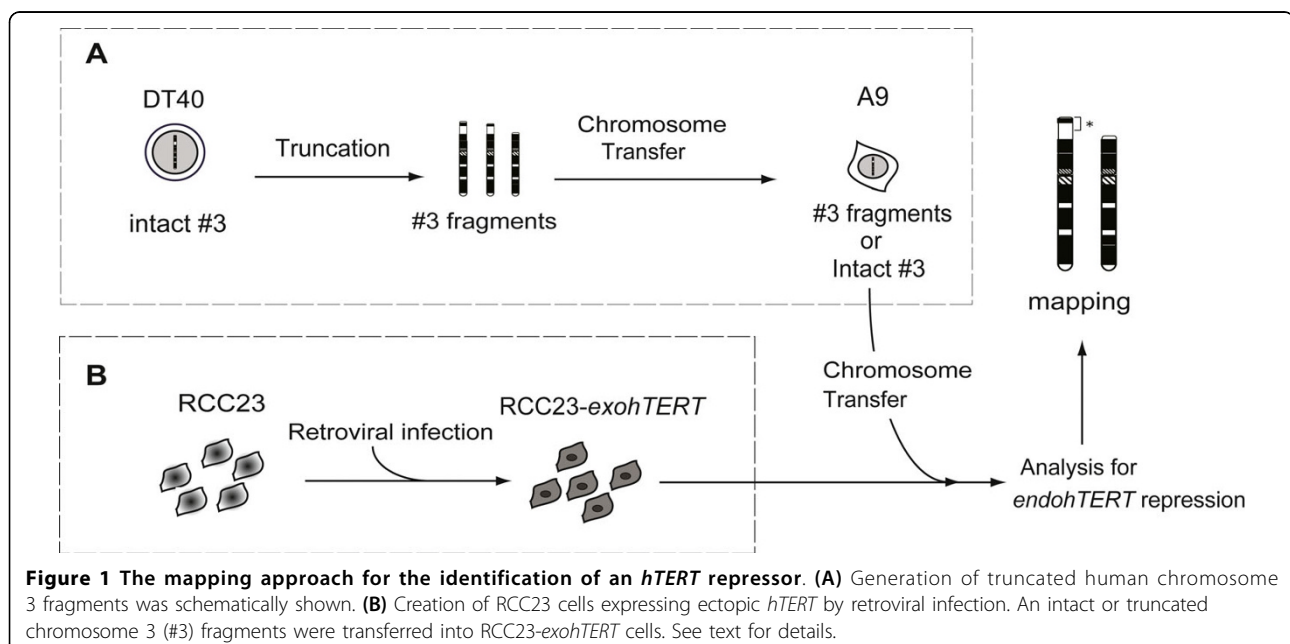 A
DT40
intact #3
Truncation
#3 fragments
Chromosome
Transfer
A9
#3 fragments
or
Intact #3
*
mapping
B
RCC23
Retroviral infection
RCC23-exohTERT
Chromosome
Transfer
Analysis for
endohTERT repression
Figure 1 The mapping approach for the identification of an hTERT repressor. (A) Generation of truncated human chromosome
3 fragments was schematically shown. (B) Creation of RCC23 cells expressing ectopic hTERT by retroviral infection. An intact or truncated
chromosome 3 (#3) fragments were transferred into RCC23-exohTERT cells. See text for details.